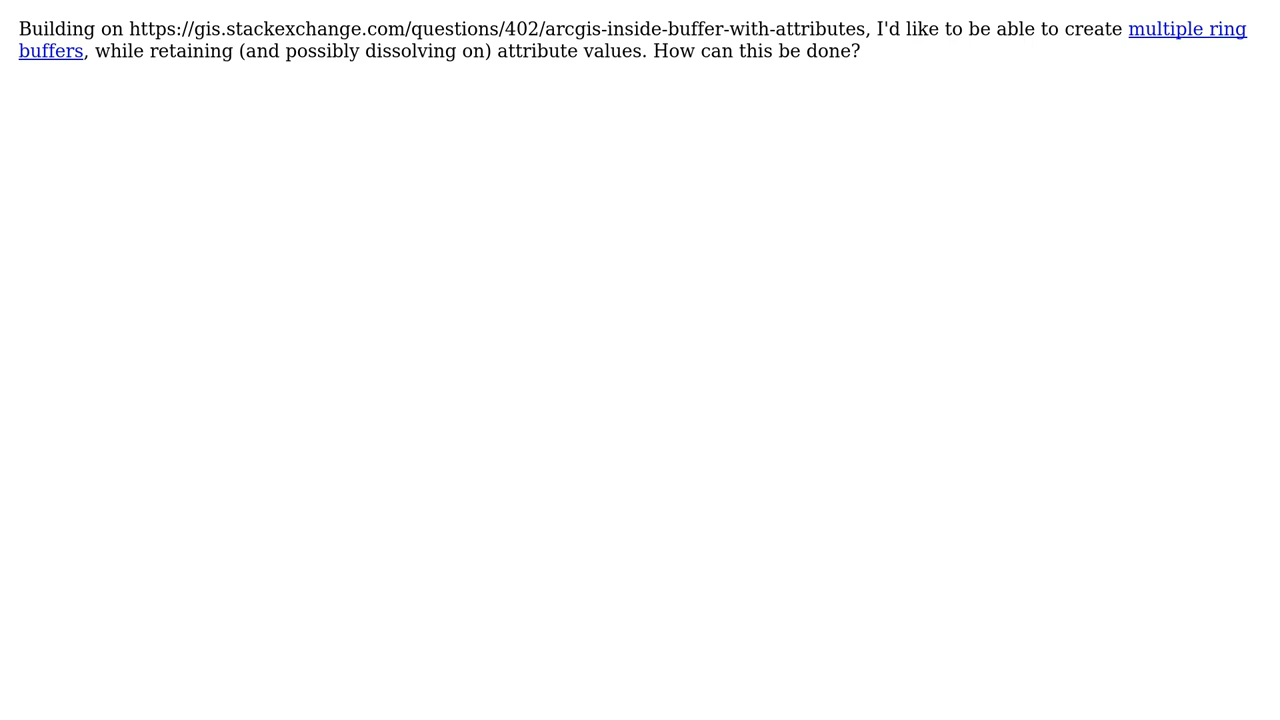 Building on https://gis.stackexchange.com/questions/402/arcgis-inside-buffer-with-attributes, I'd like to be able to create multiple ring
buffers, while retaining (and possibly dissolving on) attribute values. How can this be done?